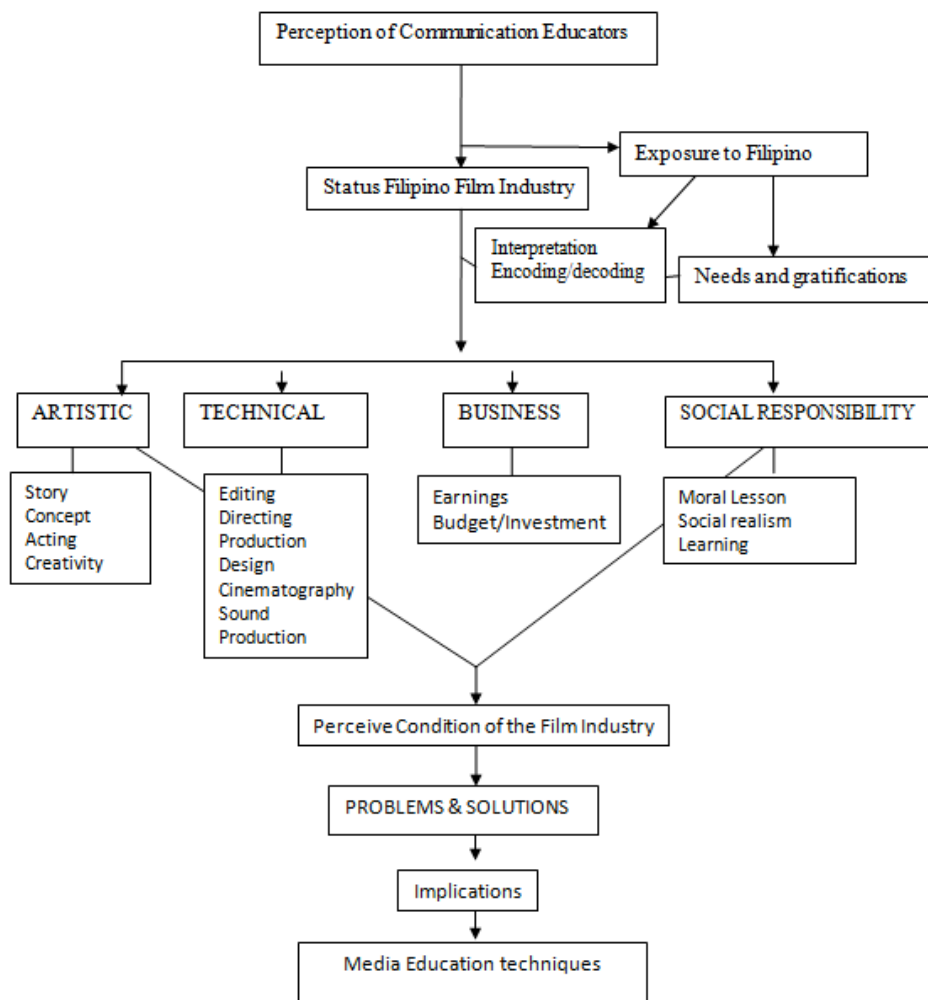 Perception of Communication Educators
Exposure to Filipino
Status Filipino Film Industry
Interpretation
Encoding/decoding
Needs and gratifications
ARTISTIC
TECHNICAL
BUSINESS
SOCIAL RESPONSIBILITY
Story
Concept
Acting
Creativity
Editing
Directing
Production
Design
Cinematography
Sound
Production
Earnings
Budget/Investment
Moral Lesson
Social realism
Learning
Perceive Condition of the Film Industry
PROBLEMS & SOLUTIONS
Implications
Media Education techniques